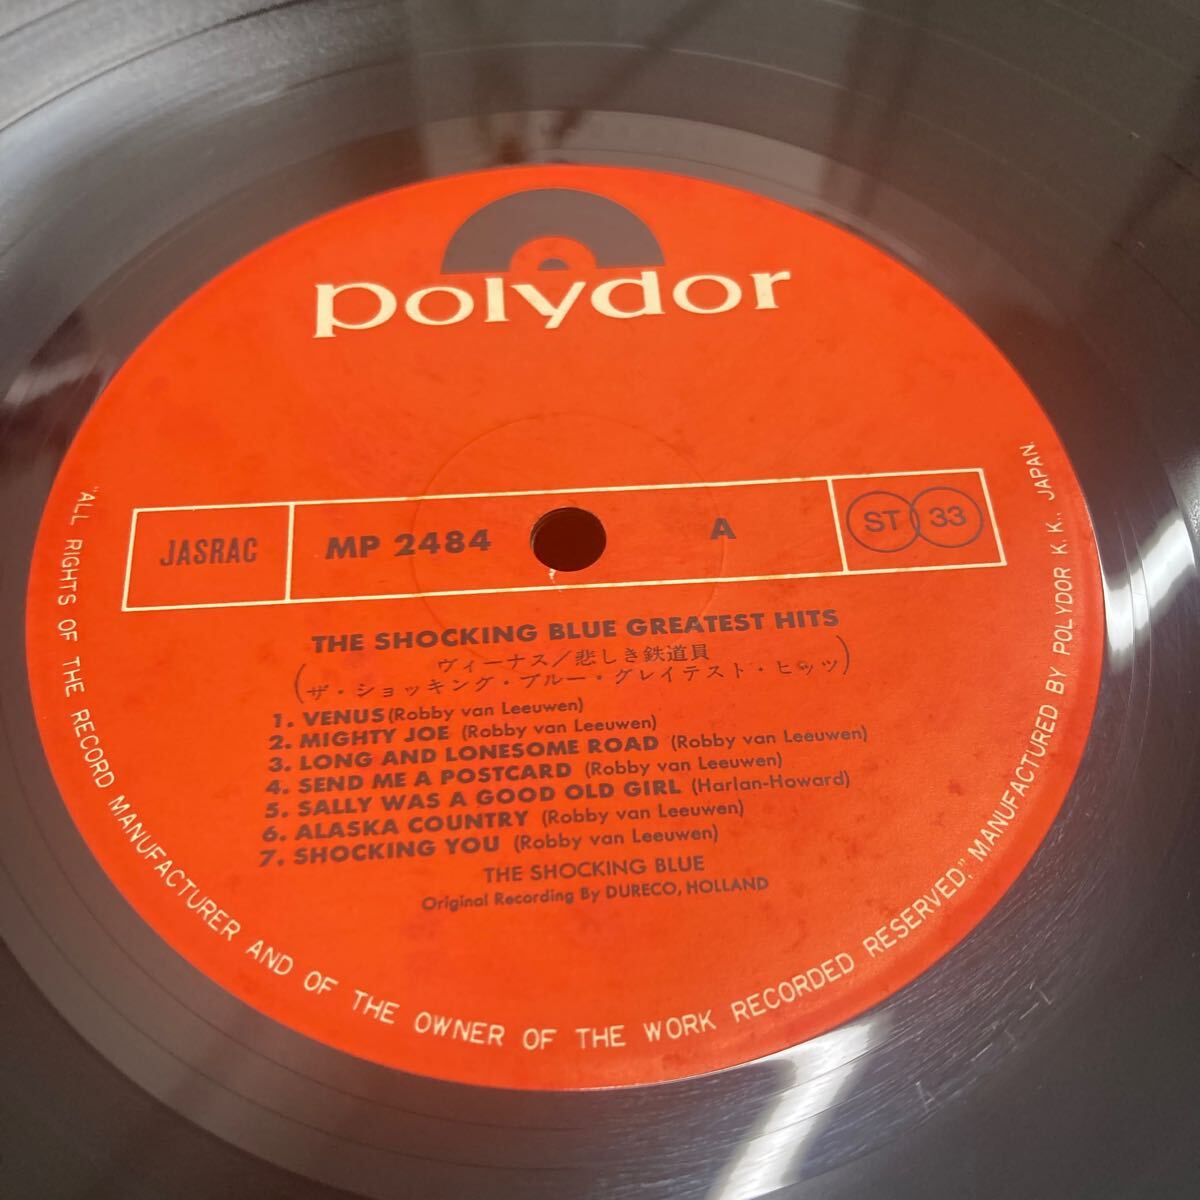 polydor
JASRAC
MP 2484
A
ST 33
THE SHOCKING BLUE GREATEST HITS
ヴィーナス/悲しき鉄道員
(ザ・ショッキング・ブルー・グレイテスト・ヒッツ)
1. VENUS (Robby van Leeuwen)
2. MIGHTY JOE (Robby van Leeuwen)
3. LONG AND LONESOME ROAD (Robby van Leeuwen)
4. SEND ME A POSTCARD (Robby van Leeuwen)
5. SALLY WAS A GOOD OLD GIRL (Harlan-Howard)
6. ALASKA COUNTRY (Robby van Leeuwen)
7. SHOCKING YOU (Robby van Leeuwen)
THE SHOCKING BLUE
Original Recording By DURECO, HOLLAND
"ALL RIGHTS OF THE RECORD MANUFACTURER AND OF THE OWNER OF THE WORK RECORDED RESERVED," MANUFACTURED BY POLYDOR K. K., JAPAN.